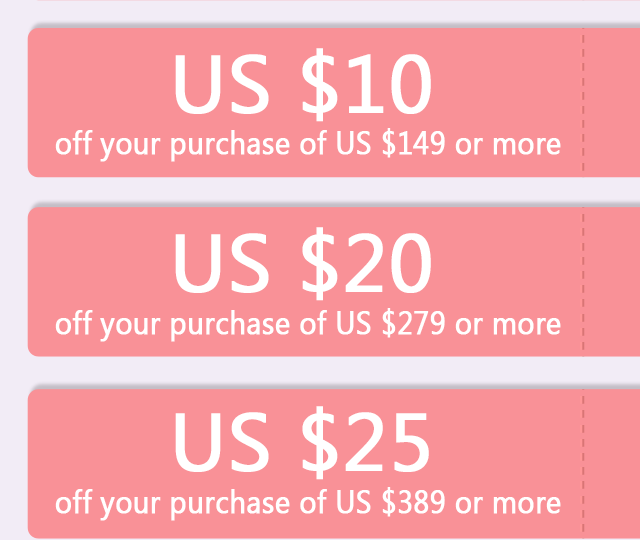 US $10
off your purchase of US $149 or more
US $20
off your purchase of US $279 or more
US $25
off your purchase of US $389 or more